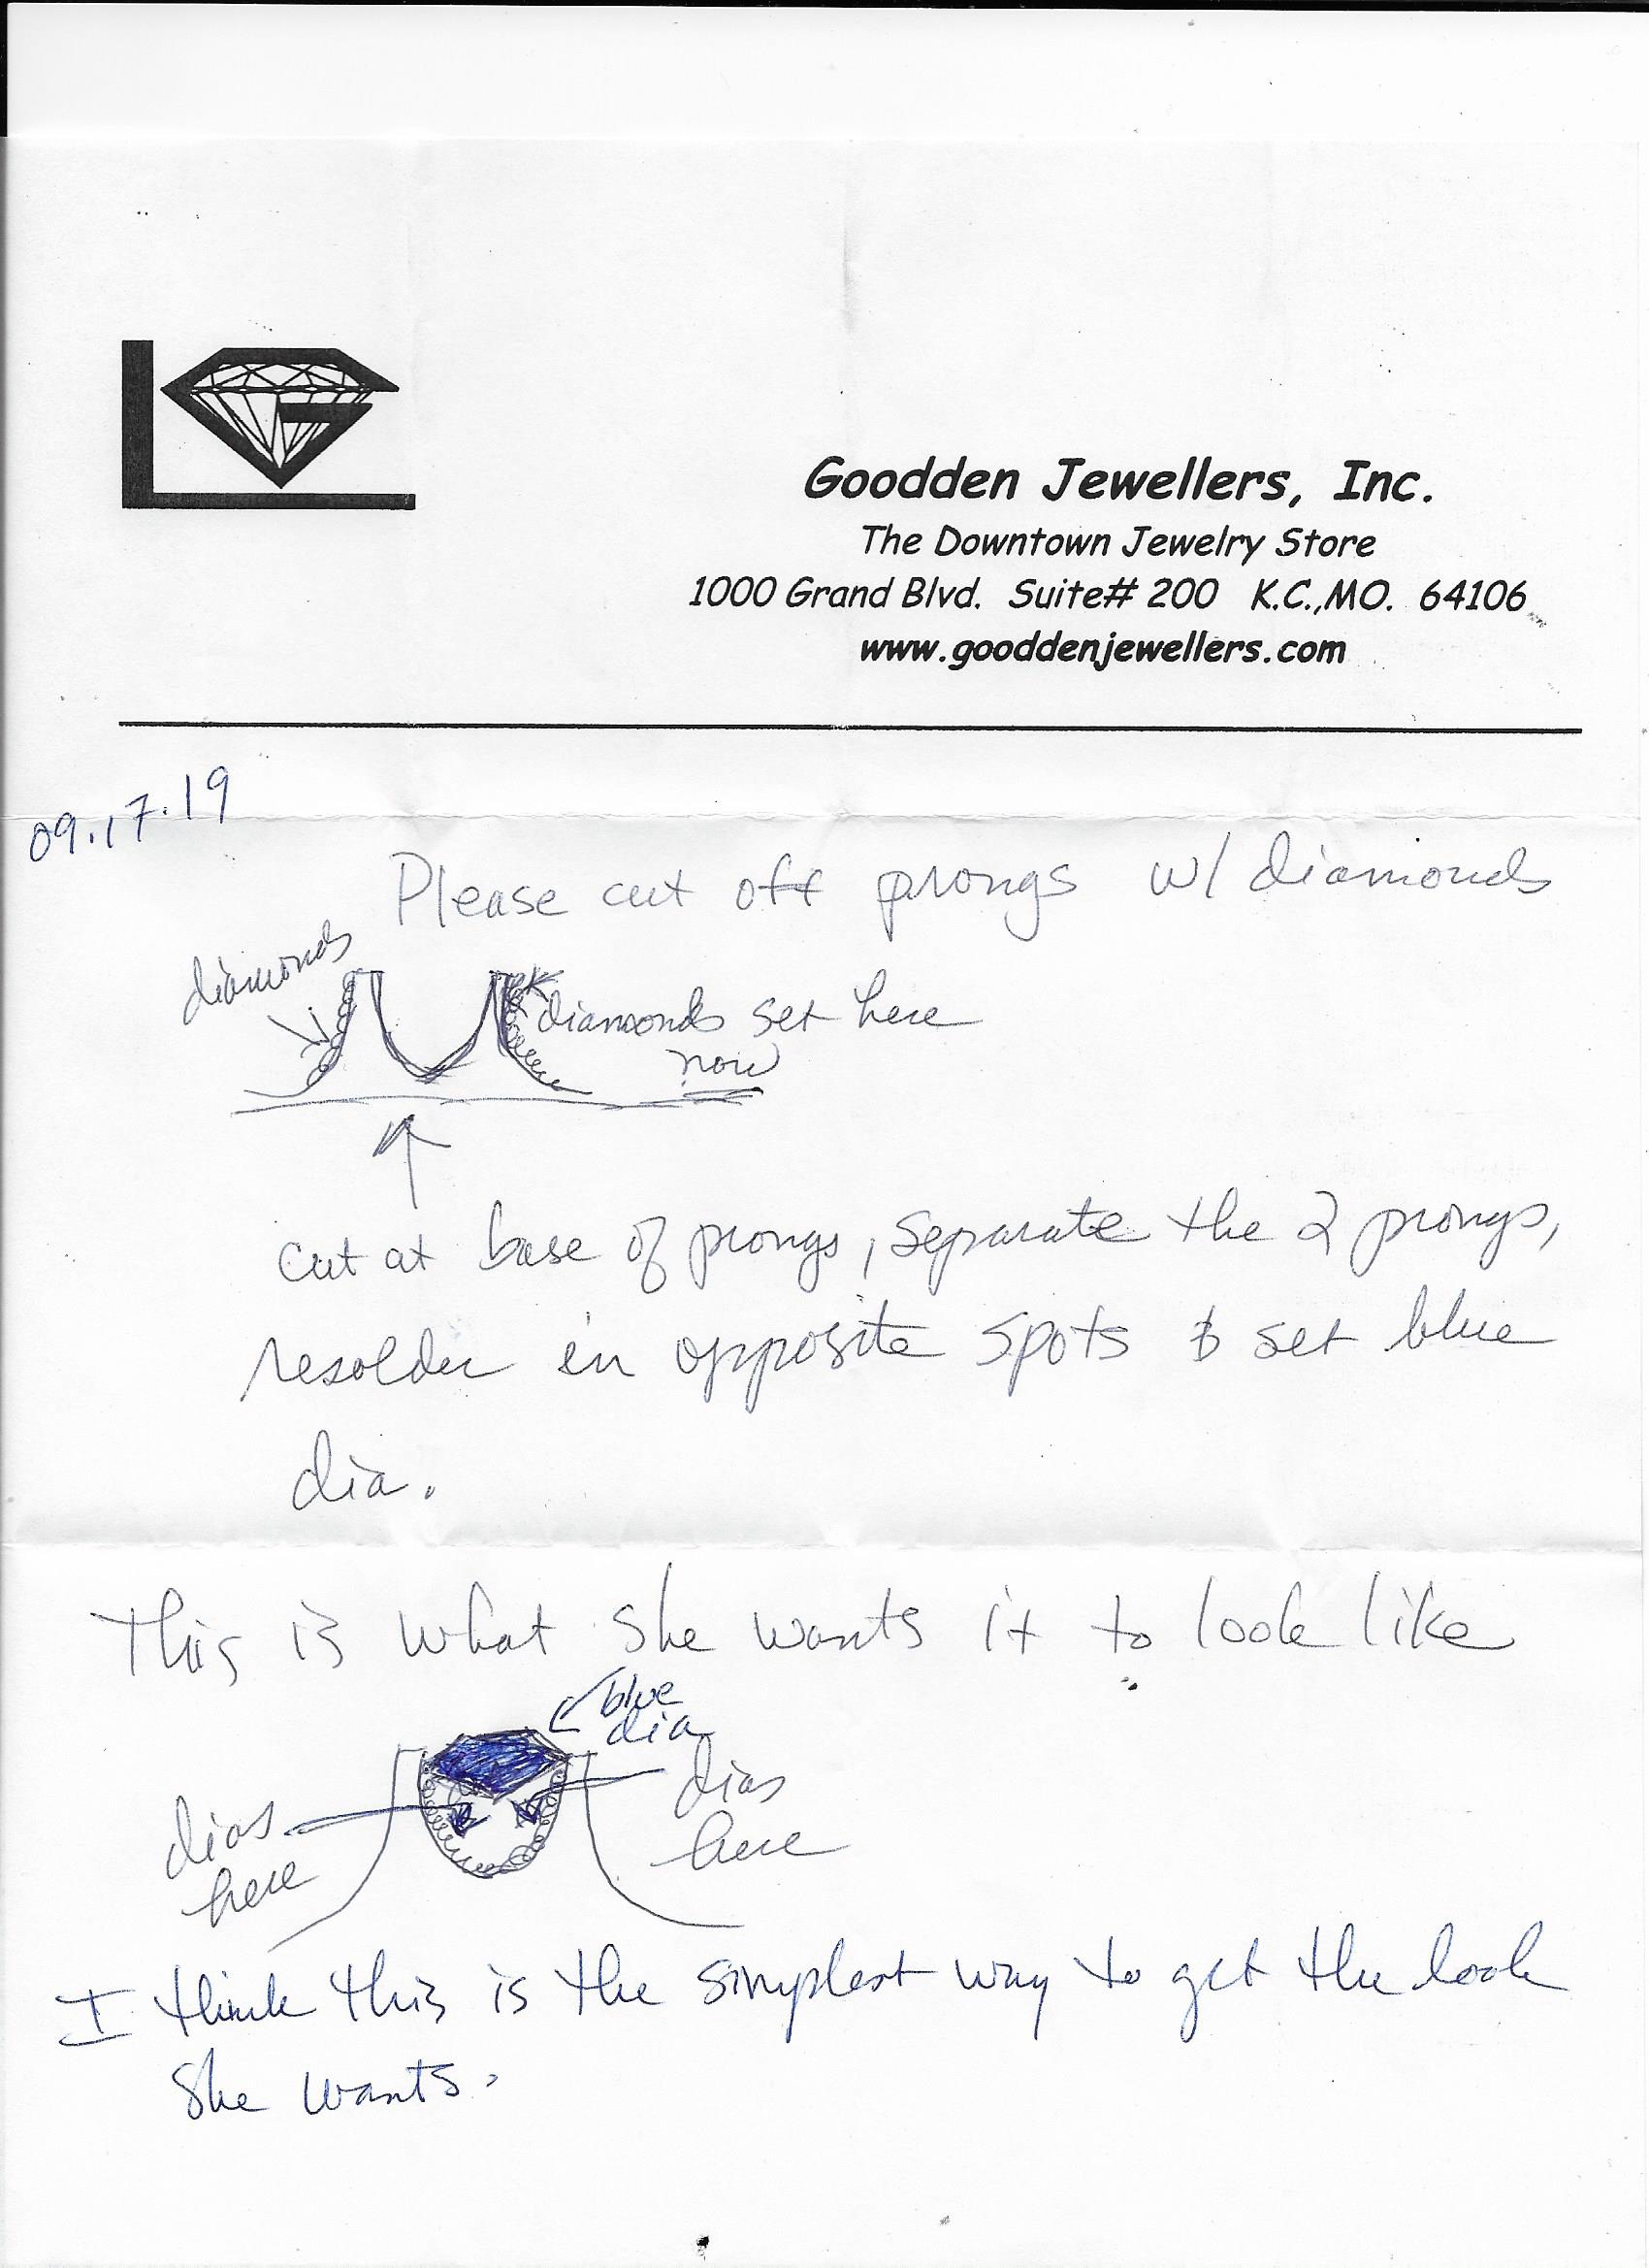 LG
Goodden Jewellers, Inc.
The Downtown Jewelry Store
1000 Grand Blvd. Suite# 200 K.C.,MO. 64106
www.gooddenjewellers.com
09.17.19
Please cut off prongs w/ diamonds
diamonds
diamonds set here
now
cut at base of prongs, separate the 2 prongs,
resolder in opposite spots & set blue
dia.
This is what she wants it to look like
blue
dia
dias
here
dias
here
I think this is the simplest way to get the look
she wants.